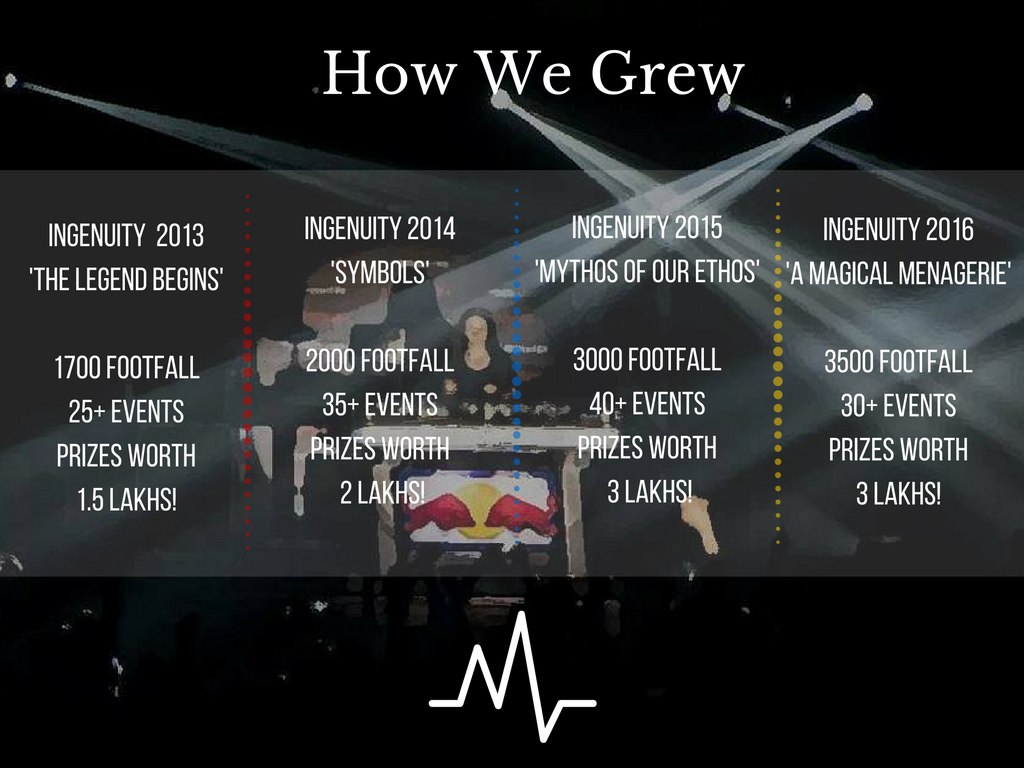 How We Grew
INGENUITY 2013
'THE LEGEND BEGINS'
1700 FOOTFALL
25+ EVENTS
PRIZES WORTH
1.5 LAKHS!
INGENUITY 2014
'SYMBOLS'
2000 FOOTFALL
35+ EVENTS
PRIZES WORTH
2 LAKHS!
INGENUITY 2015
'MYTHOS OF OUR ETHOS'
3000 FOOTFALL
40+ EVENTS
PRIZES WORTH
3 LAKHS!
INGENUITY 2016
'A MAGICAL MENAGERIE'
3500 FOOTFALL
30+ EVENTS
PRIZES WORTH
3 LAKHS!